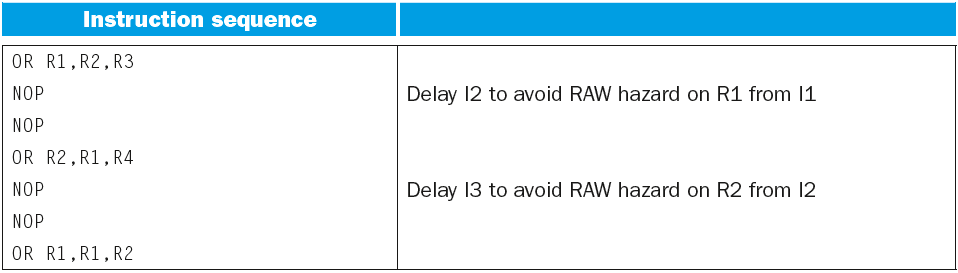 Instruction sequence
OR R1,R2,R3
NOP
Delay I2 to avoid RAW hazard on R1 from I1
NOP
OR R2,R1,R4
NOP
Delay I3 to avoid RAW hazard on R2 from I2
NOP
OR R1,R1,R2